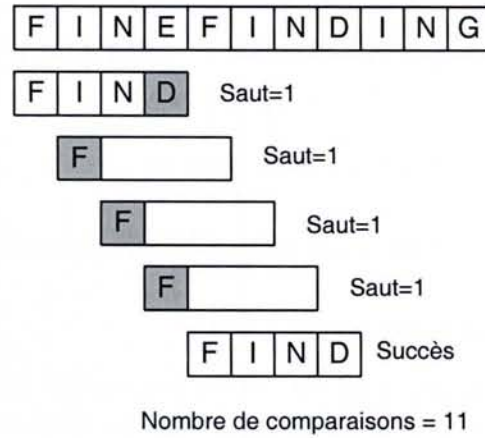 F I N E F I N D I N G
F I N D Saut=1
F Saut=1
F Saut=1
F Saut=1
F I N D Succès
Nombre de comparaisons = 11